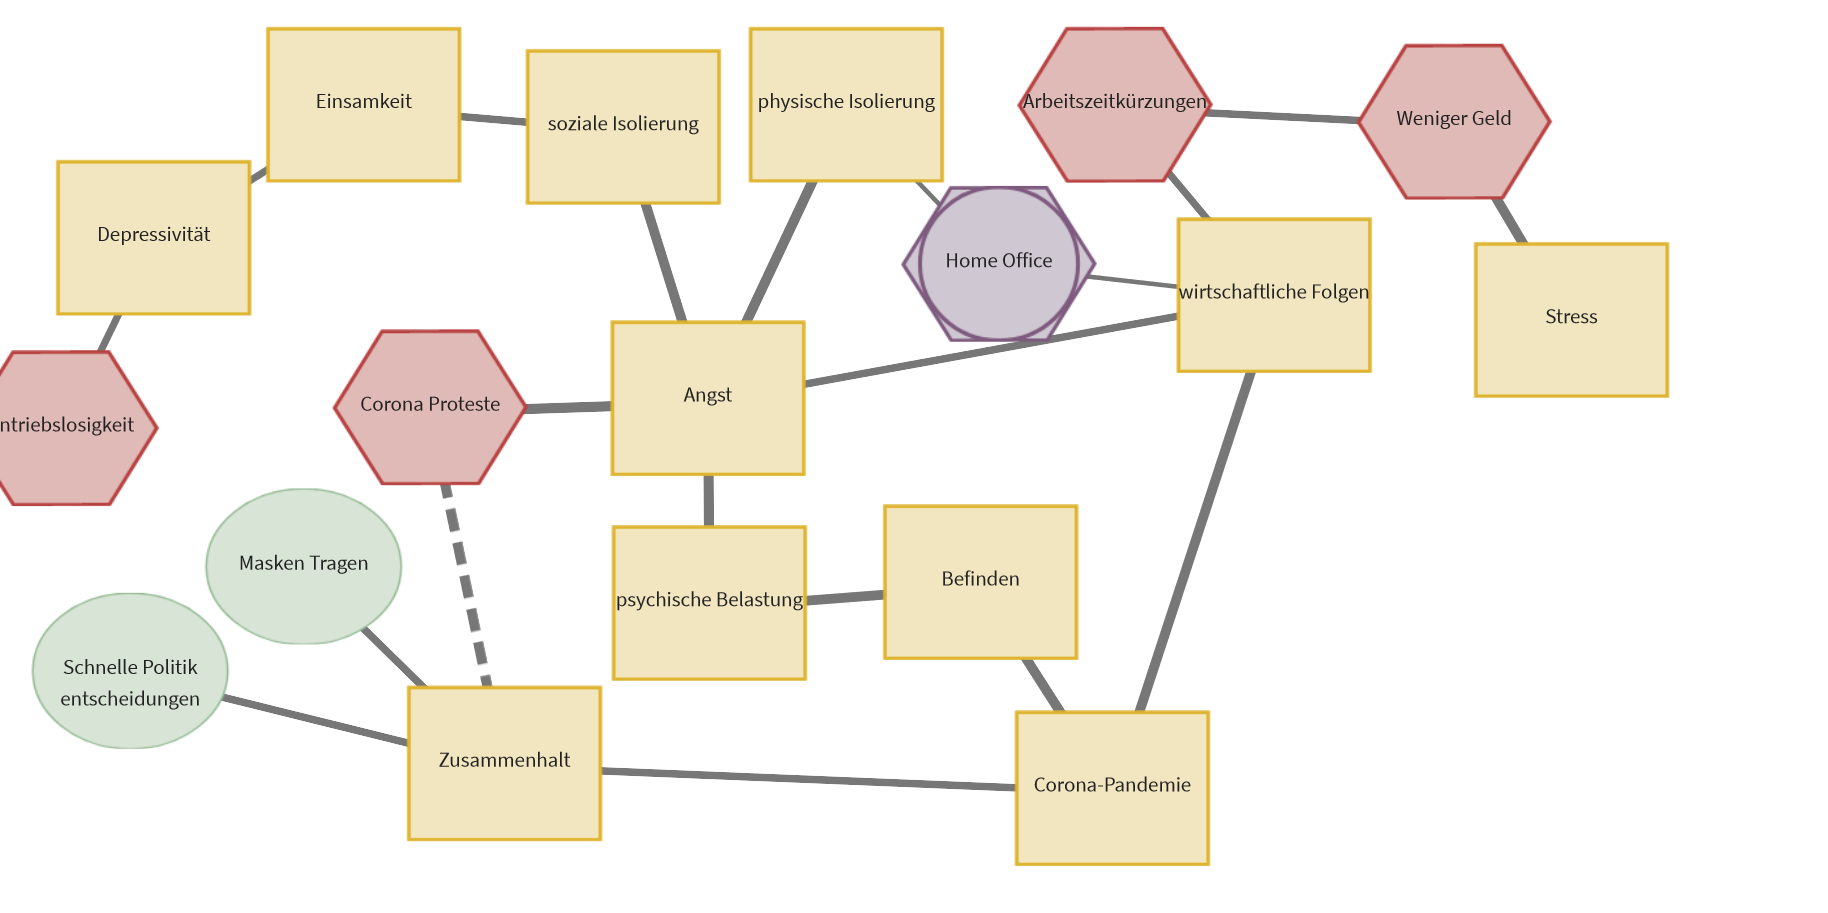 Einsamkeit
soziale Isolierung
physische Isolierung
Arbeitszeitkürzungen
Weniger Geld
Depressivität
Home Office
wirtschaftliche Folgen
Stress
ntriebslosigkeit
Corona Proteste
Angst
Masken Tragen
psychische Belastung
Befinden
Schnelle Politik
entscheidungen
Zusammenhalt
Corona-Pandemie